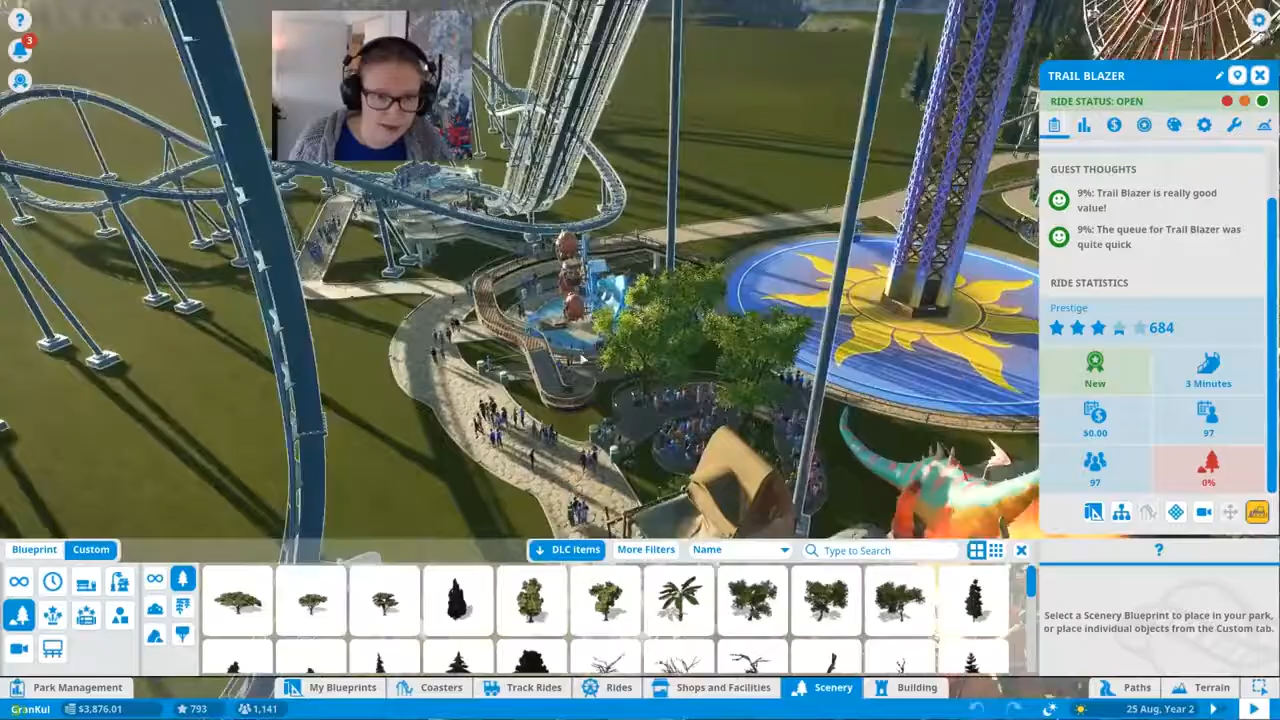 ?
3
TRAIL BLAZER
RIDE STATUS: OPEN
GUEST THOUGHTS
9%: Trail Blazer is really good
value!
9%: The queue for Trail Blazer was
quite quick
RIDE STATISTICS
Prestige
684
New
3 Minutes
$0.00
97
97
0%
Blueprint
Custom
DLC items
More Filters
Name
Type to Search
?
Select a Scenery Blueprint to place in your park,
or place individual objects from the Custom tab.
Park Management
My Blueprints
Coasters
Track Rides
Rides
Shops and Facilities
Scenery
Building
Paths
Terrain
GranKul
$3,876.01
793
1,141
25 Aug, Year 2